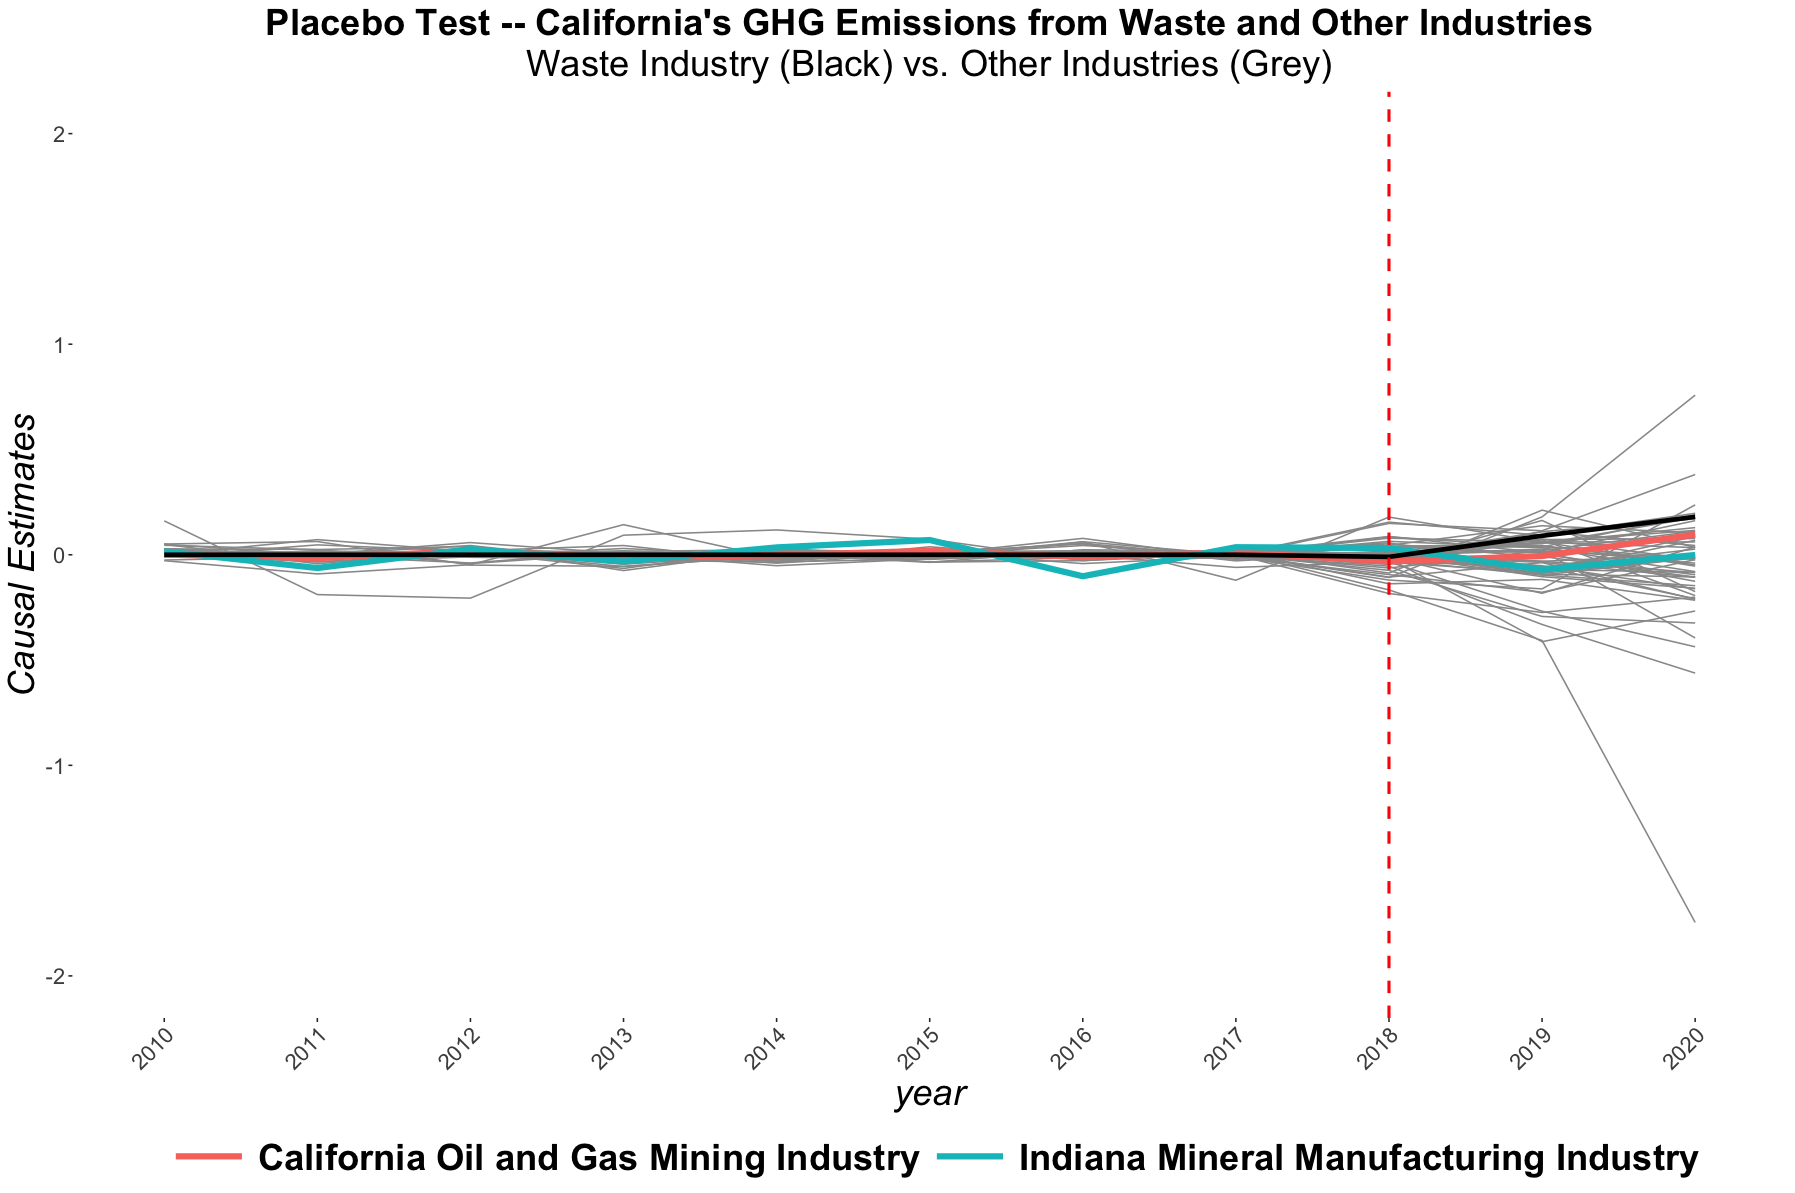 Placebo Test -- California's GHG Emissions from Waste and Other Industries
Waste Industry (Black) vs. Other Industries (Grey)
Causal Estimates
2
1
0
-1
-2
2010
2011
2012
2013
2014
2015
2016
2017
2018
2019
2020
year
California Oil and Gas Mining Industry
Indiana Mineral Manufacturing Industry